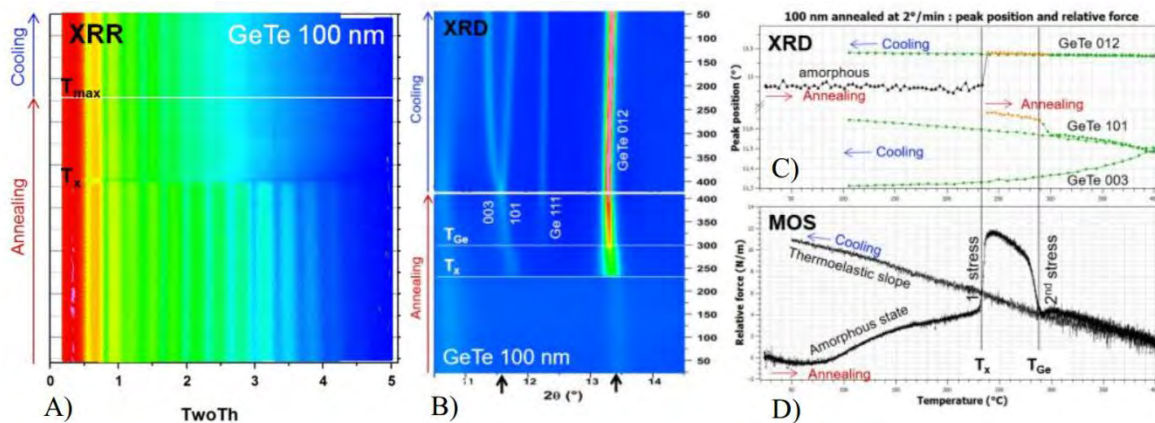 XRR
GeTe 100 nm
Cooling
Annealing
Tmax
Tx
0 1 2 3 4 5
TwoTh
A)
XRD
Cooling
Annealing
50
100
150
200
250
300
350
400
400
350
300
250
200
150
100
50
GeTe 012
003
101
Ge 111
TGe
Tx
GeTe 100 nm
2θ (°)
B)
100 nm annealed at 2°/min : peak position and relative force
XRD
Cooling
GeTe 012
amorphous
Annealing
Annealing
GeTe 101
Cooling
GeTe 003
Peak position (°)
C)
MOS
Cooling
Thermoelastic slope
1st stress
2nd stress
Amorphous state
Annealing
Tx
TGe
Relative force (N/m)
Temperature (°C)
D)